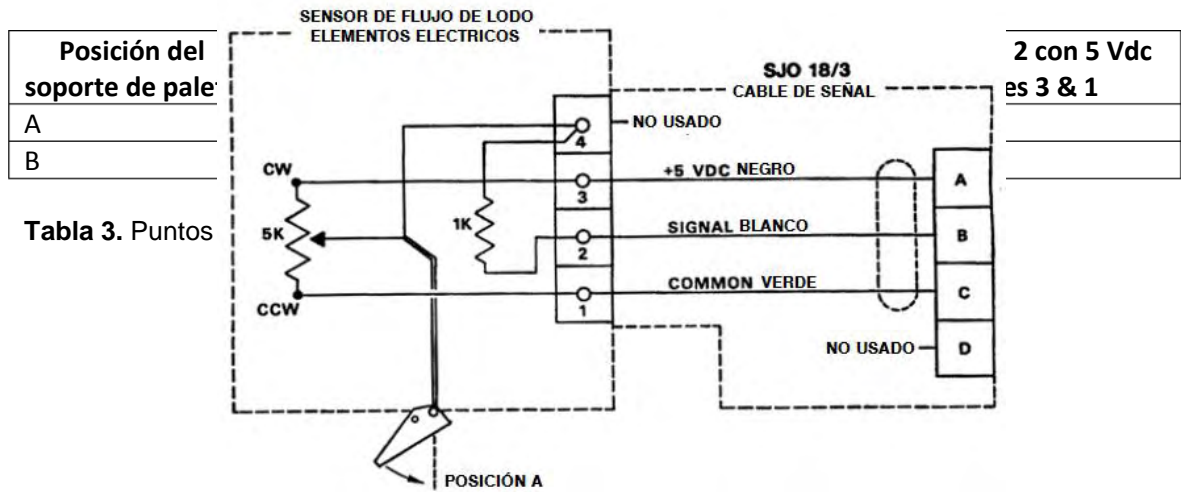 SENSOR DE FLUJO DE LODO
ELEMENTOS ELECTRICOS
Posición del
soporte de
2 con 5 Vdc
3 & 1
A
B
SJO 18/3
CABLE DE SEÑAL
NO USADO
4
CW
+5 VDC NEGRO
3
A
Tabla 3. Puntos
5K
1K
SIGNAL BLANCO
2
B
COMMON VERDE
CCW
1
C
NO USADO
D
POSICIÓN A